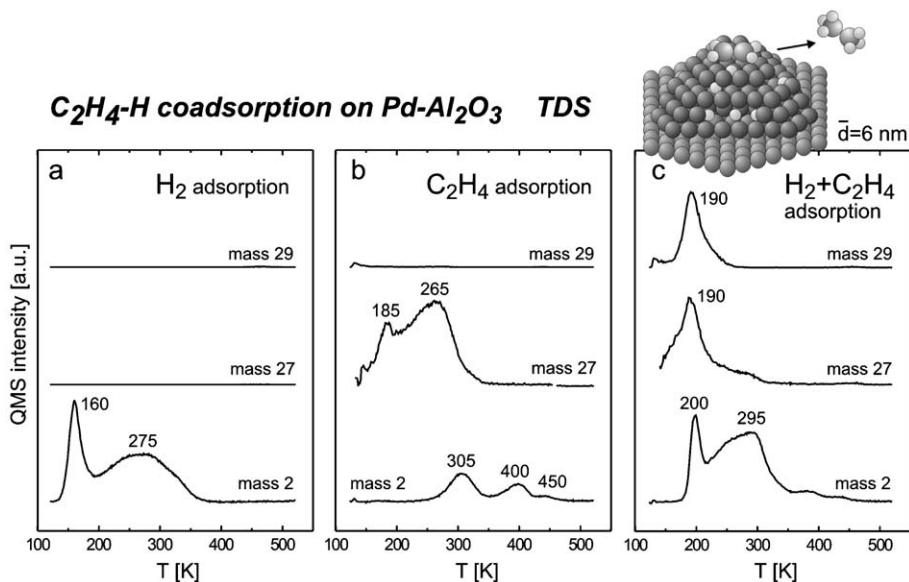 C₂H₄-H coadsorption on Pd-Al₂O₃ TDS
d̄=6 nm
QMS intensity [a.u.]
a
H₂ adsorption
mass 29
mass 27
160
275
mass 2
100 200 300 400 500
T [K]
b
C₂H₄ adsorption
mass 29
185
265
mass 27
mass 2
305
400
450
100 200 300 400 500
T [K]
c
H₂+C₂H₄
adsorption
190
mass 29
190
mass 27
200
295
mass 2
100 200 300 400 500
T [K]